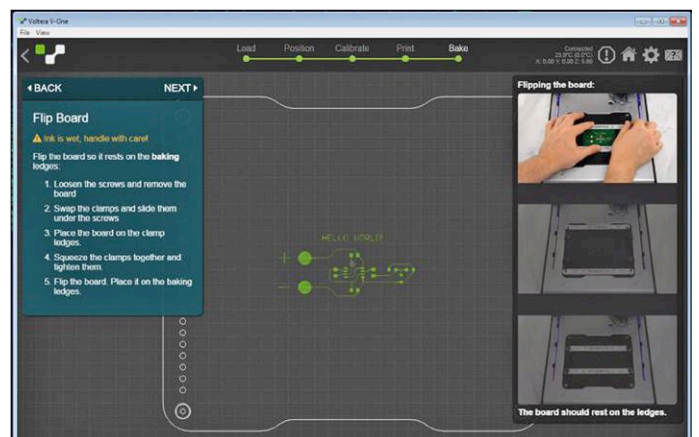 Voltera V-One
File View
Load Position Calibrate Print Bake
Connected
BACK NEXT
Flip Board
Ink is wet, handle with care!
Flip the board so it rests on the baking
ledges:
1. Loosen the screws and remove the
board
2. Swap the clamps and slide them
under the screws
3. Place the board on the clamp
ledges.
4. Squeeze the clamps together and
tighten them.
5. Flip the board. Place it on the baking
ledges.
HELLO WORLD!
Flipping the board:
The board should rest on the ledges.